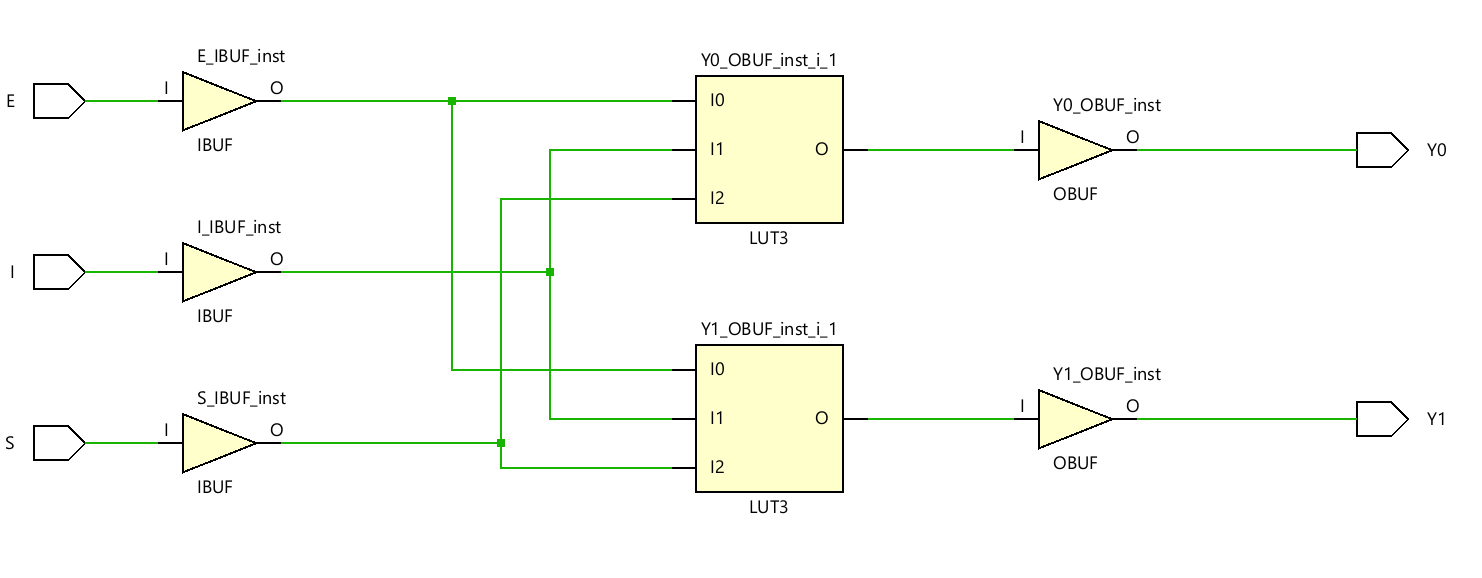 E_IBUF_inst
E
I
O
IBUF
I_IBUF_inst
I
I
O
IBUF
S_IBUF_inst
S
I
O
IBUF
Y0_OBUF_inst_i_1
I0
I1
O
I2
LUT3
Y1_OBUF_inst_i_1
I0
I1
O
I2
LUT3
Y0_OBUF_inst
I
O
Y0
OBUF
Y1_OBUF_inst
I
O
Y1
OBUF